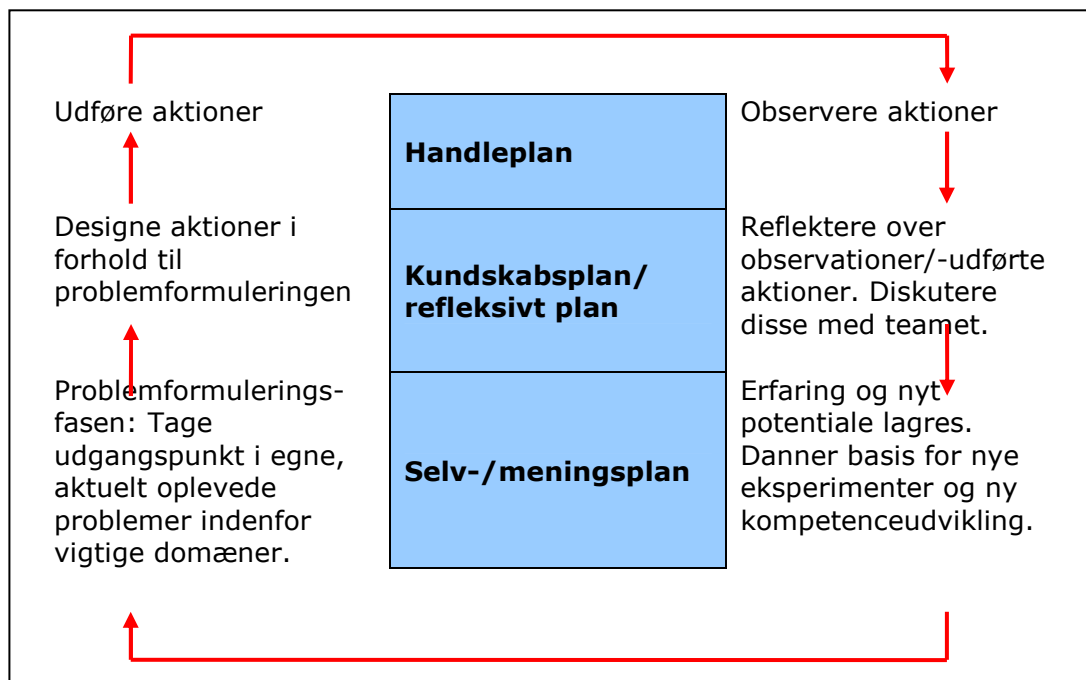 Udføre aktioner
Designe aktioner i
forhold til
problemformuleringen
Problemformulerings-
fasen: Tage
udgangspunkt i egne,
aktuelt oplevede
problemer indenfor
vigtige domæner.
Handleplan
Kundskabsplan/
refleksivt plan
Selv-/meningsplan
Observere aktioner
Reflektere over
observationer/-udførte
aktioner. Diskutere
disse med teamet.
Erfaring og nyt
potentiale lagres.
Danner basis for nye
eksperimenter og ny
kompetenceudvikling.